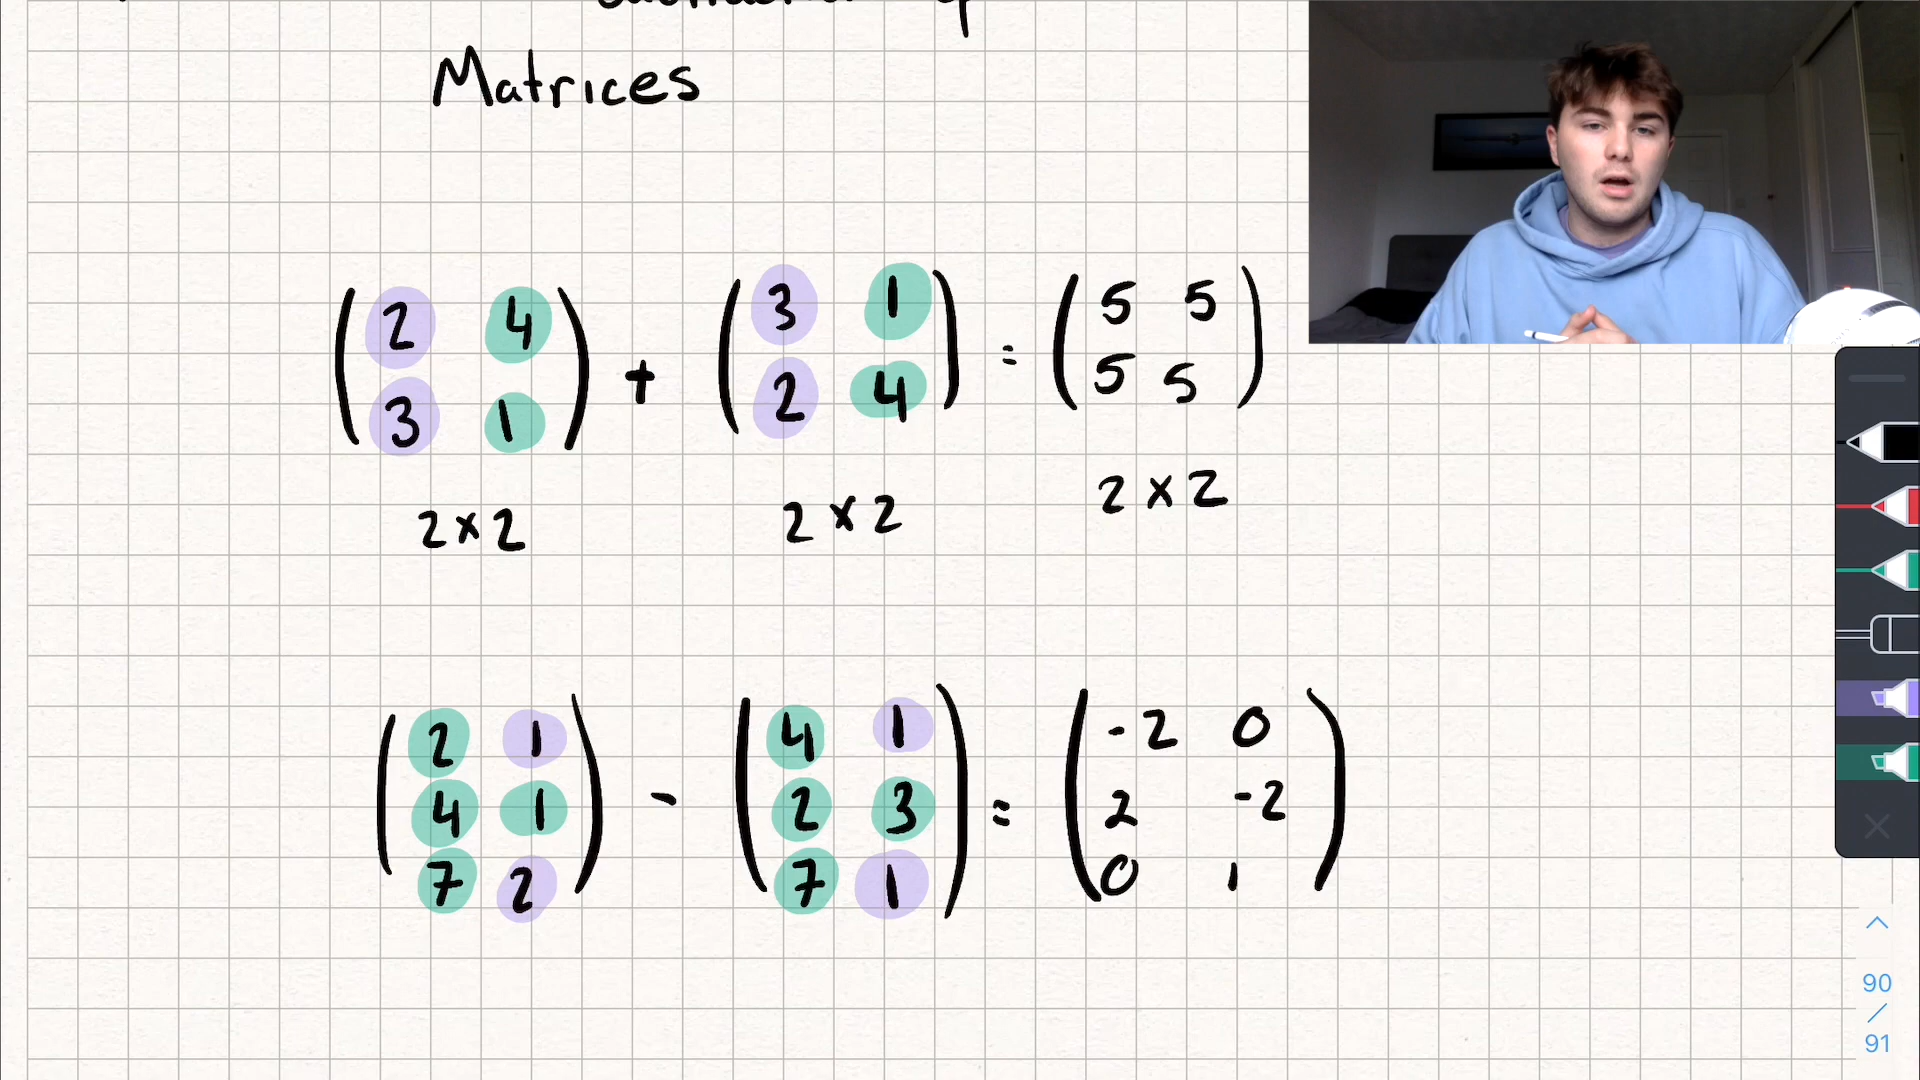 Matrices
( 2 4 ) + ( 3 1 ) = ( 5 5 )
( 3 1 ) ( 2 4 ) ( 5 5 )
2 × 2 2 × 2 2 × 2
( 2 1 ) - ( 4 1 ) = ( -2 0 )
( 4 1 ) ( 2 3 ) ( 2 -2 )
( 7 2 ) ( 7 1 ) ( 0 1 )
90
/
91